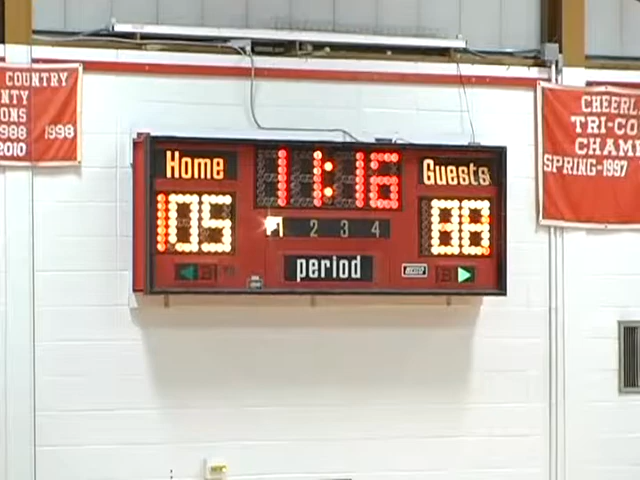 COUNTRY
NTY
ONS
988 1998
2010
CHEERL
TRI-CO
CHAM
SPRING-1997
Home 11:16 Guests
105 1 2 3 4 88
period